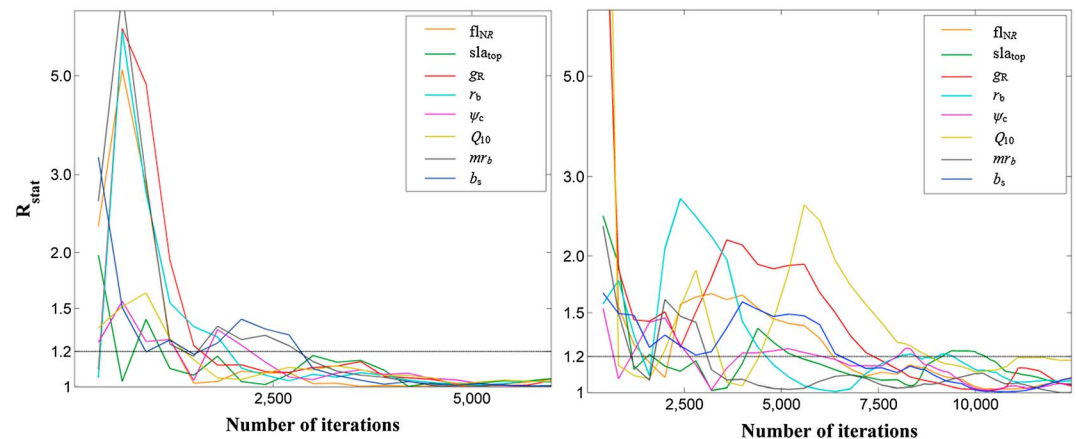 5.0
3.0
2.0
1.5
1.2
1
R_stat
2,500
5,000
Number of iterations
fl_NR
sla_top
g_R
r_b
ψ_c
Q_10
mr_b
b_s
5.0
3.0
2.0
1.5
1.2
1
2,500
5,000
7,500
10,000
Number of iterations
fl_NR
sla_top
g_R
r_b
ψ_c
Q_10
mr_b
b_s